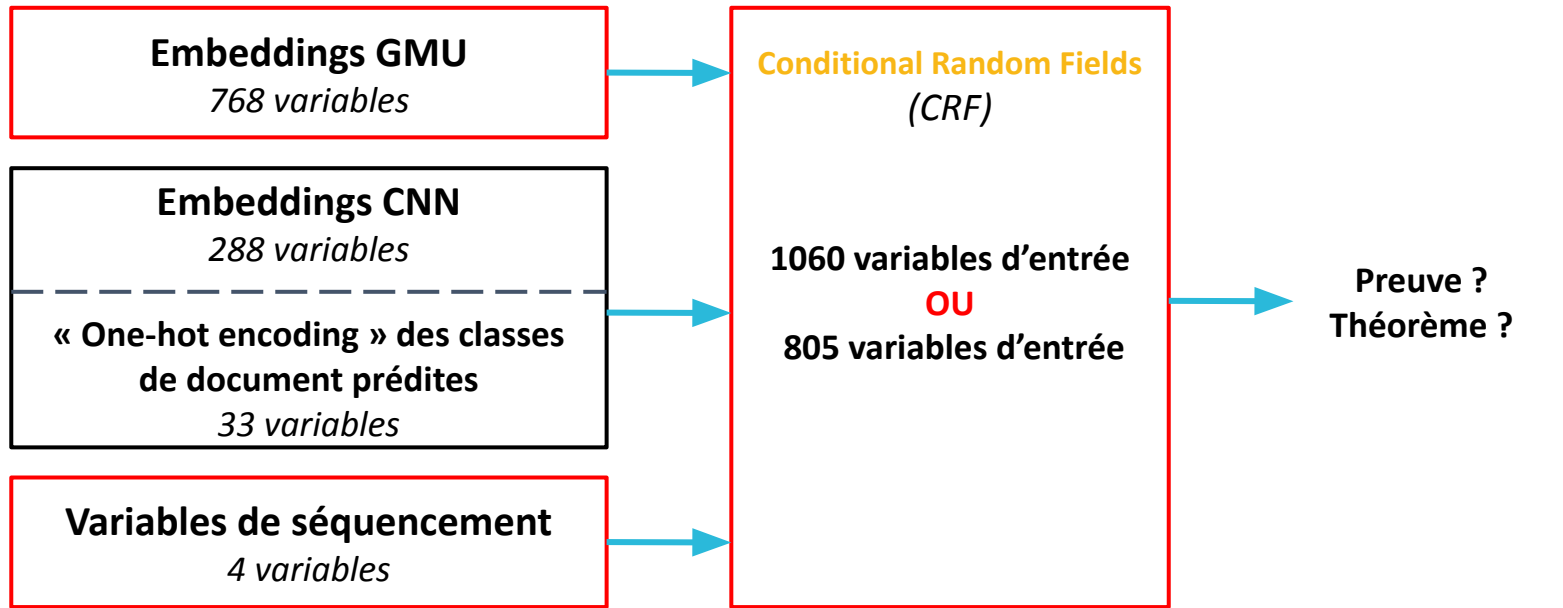 Embeddings GMU
768 variables
Embeddings CNN
288 variables
« One-hot encoding » des classes
de document prédites
33 variables
Variables de séquencement
4 variables
Conditional Random Fields
(CRF)
1060 variables d’entrée
OU
805 variables d’entrée
Preuve ?
Théorème ?